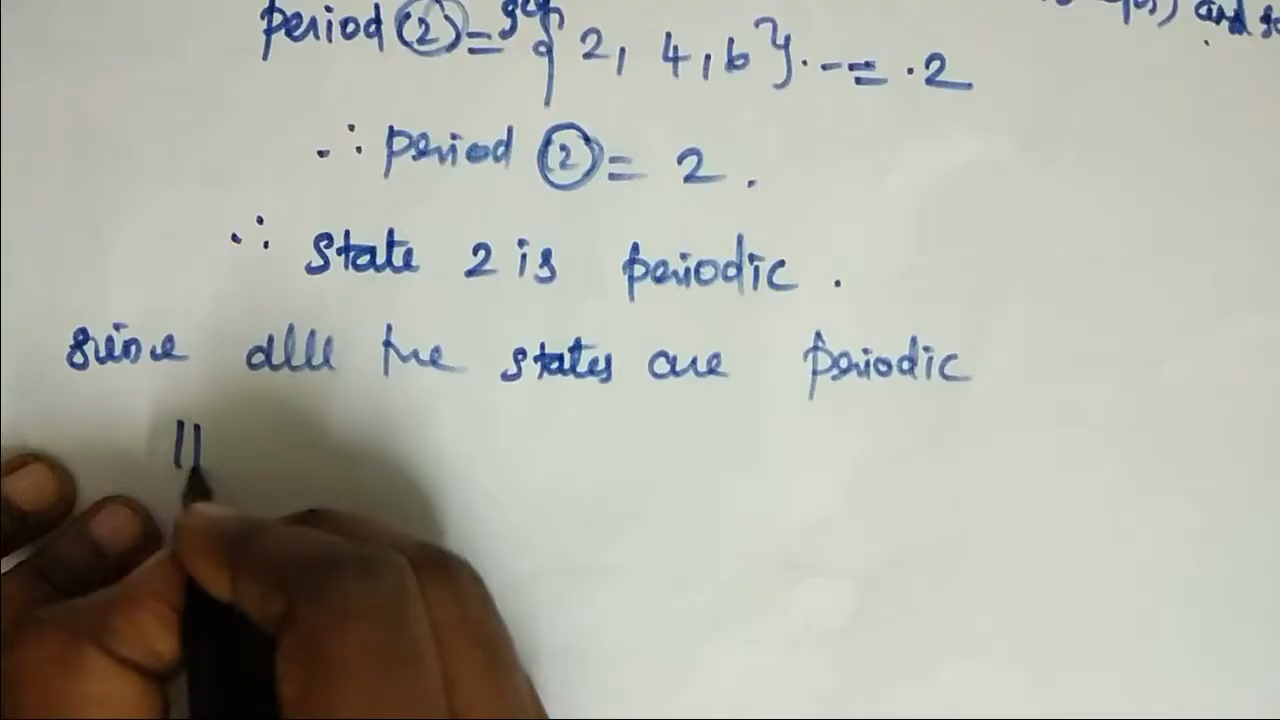 and
period ② = gcd { 2, 4, 6 } . - = . 2
∴ period ② = 2 .
∴ state 2 is periodic .
since all the states are periodic